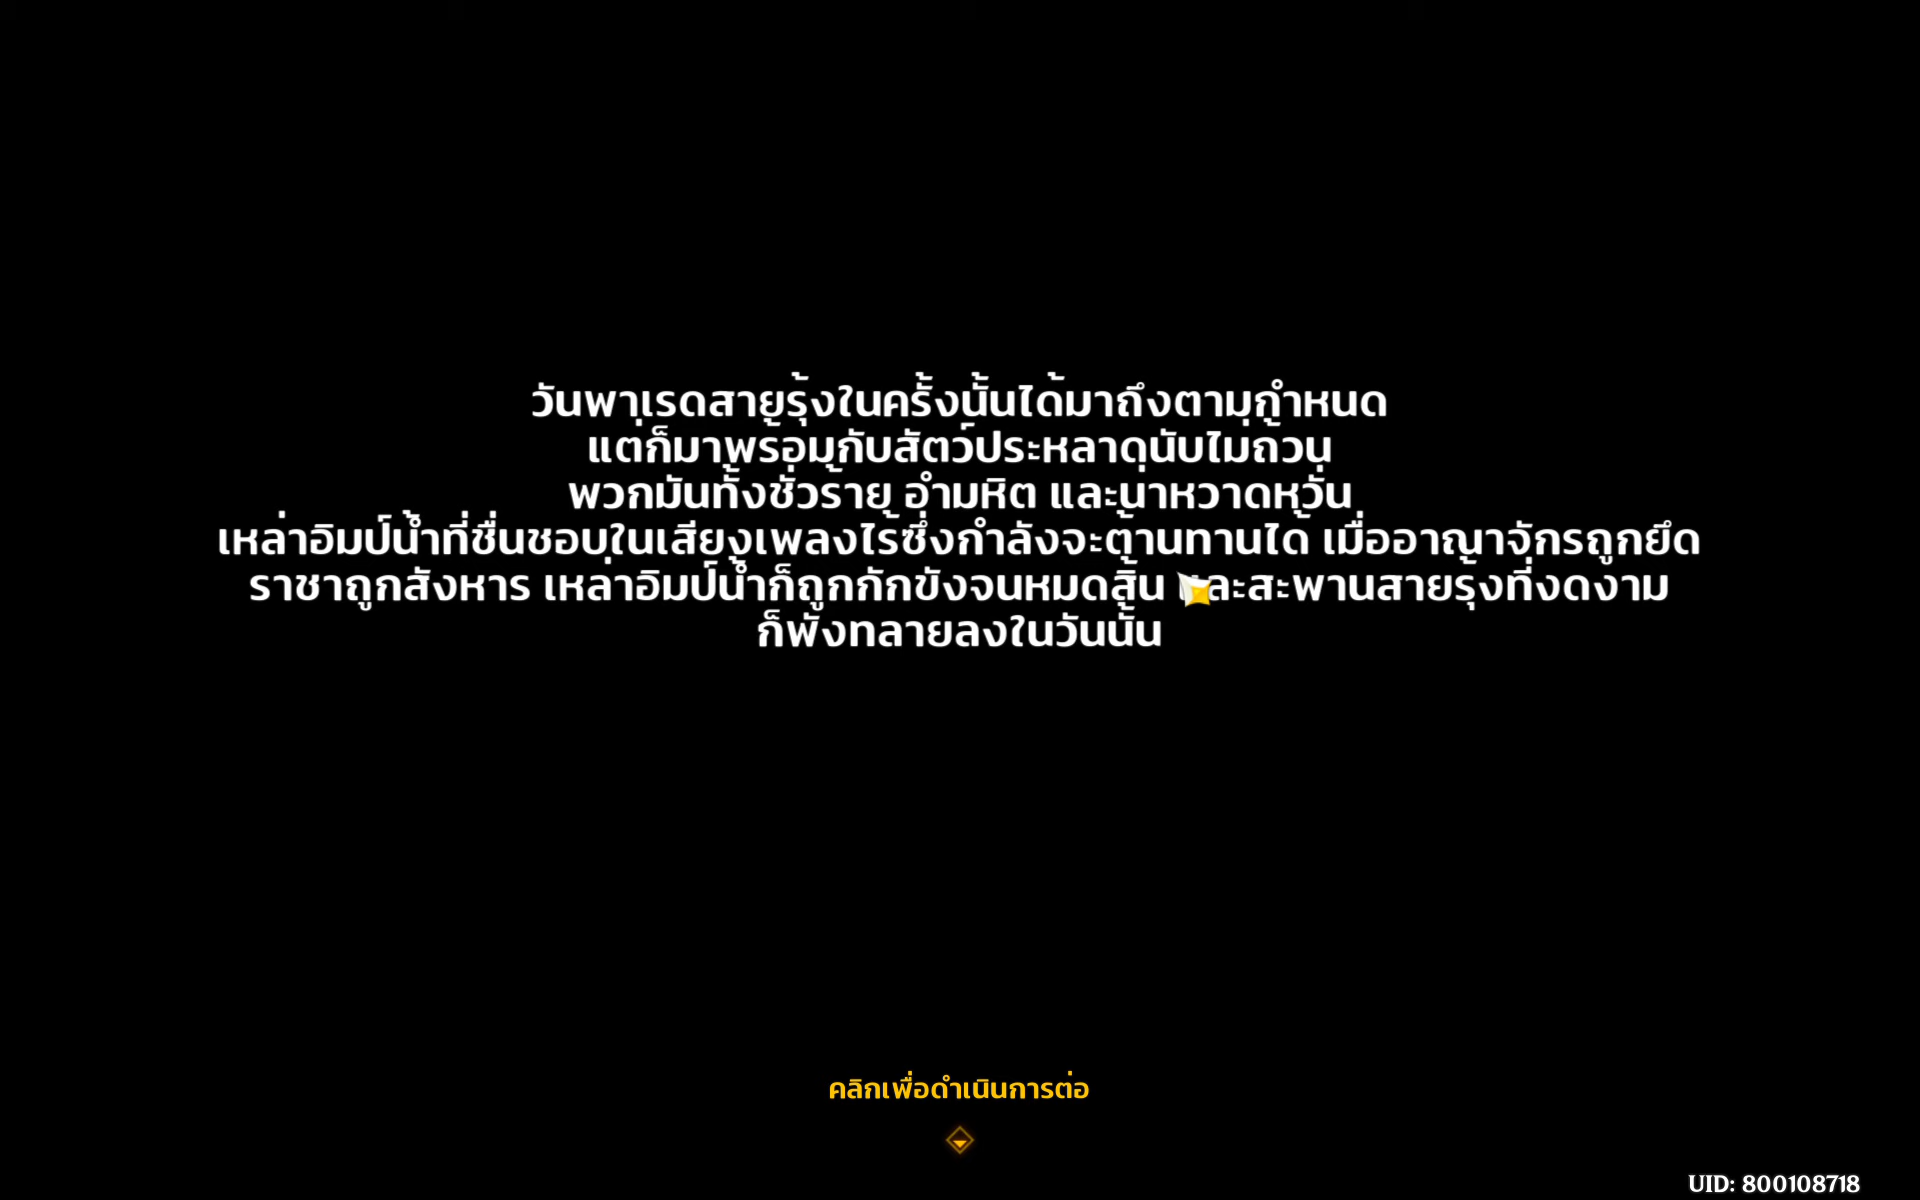 วันพาเรดสายรุ้งในครั้งนั้นได้มาถึงตามกำหนด
แต่ก็มาพร้อมกับสัตว์ประหลาดนับไม่ถ้วน
พวกมันทั้งชั่วร้าย อำมหิต และน่าหวาดหวั่น
เหล่าอิมป์น้ำที่ชื่นชอบในเสียงเพลงไร้ซึ่งกำลังจะต้านทานได้ เมื่ออาณาจักรถูกยึด
ราชาถูกสังหาร เหล่าอิมป์น้ำก็ถูกกักขังจนหมดสิ้น และสะพานสายรุ้งที่งดงาม
ก็พังทลายลงในวันนั้น
คลิกเพื่อดำเนินการต่อ
UID: 800108718